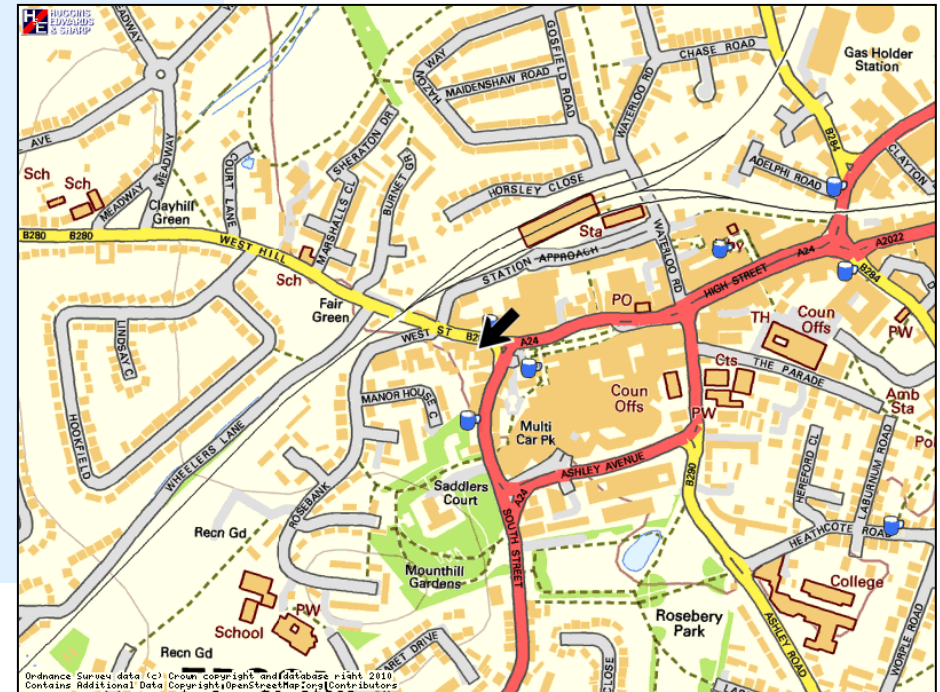 HUGGINS
EDWARDS
& SHARP
MEADWAY
MEADWAY
HAZON WAY
MAIDENSHAW ROAD
GOSFIELD ROAD
WATERLOO RD
CHASE ROAD
Gas Holder
Station
AVE
Sch
Sch
MEADWAY
MEADWAY
Clayhill
Green
COURT LANE
SHERATON DR
MARSHALLS CL
BURNET GR
HORSLEY CLOSE
ADELPHI ROAD
B284
CLAYTON
B280
B280
WEST HILL
Sch
Sta
STATION APPROACH
WATERLOO RD
HIGH STREET
A24
A2022
B284
Fair
Green
WEST ST
A24
PO
TH
Coun
Offs
PW
LINDSAY C
HOOKFIELD
MANOR HOUSE C
WHEELERS LANE
Multi
Car Pk
Coun
Offs
Cts
PW
THE PARADE
Amb
Sta
ASHLEY AVENUE
A24
B290
HEREFORD CL
LABURNUM ROAD
HEATHCOTE ROAD
Saddlers
Court
ROSEBANK
Recn Gd
SOUTH STREET
Mounthill
Gardens
College
School
PW
Rosebery
Park
ASHLEY ROAD
WORPLE ROAD
Recn Gd
CLOSE
Ordnance Survey data (c) Crown copyright and database right 2010
Contains Additional Data Copyright OpenStreetMap.org Contributors